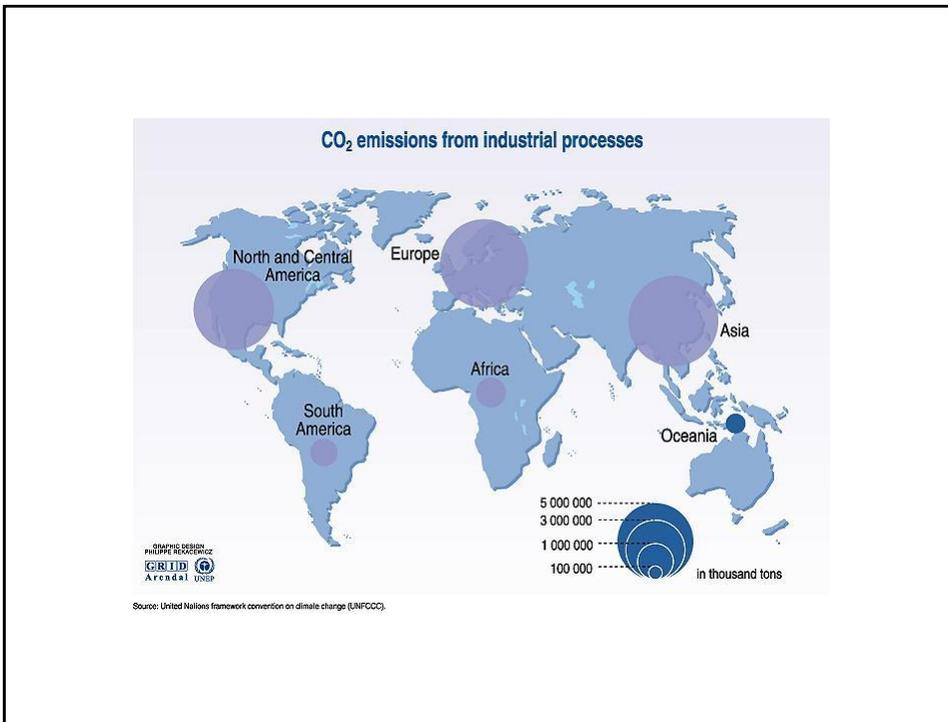 CO₂ emissions from industrial processes
North and Central
America
Europe
Asia
Africa
South
America
Oceania
5 000 000
3 000 000
1 000 000
100 000
in thousand tons
GRAPHIC DESIGN
PHILIPPE REKACEWICZ
GRID
Arendal
UNEP
Source: United Nations framework convention on climate change (UNFCCC).